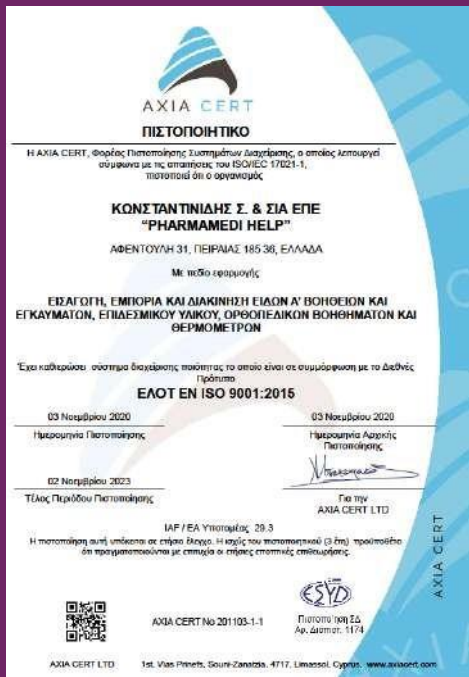 AXIA CERT
ΠΙΣΤΟΠΟΙΗΤΙΚΟ
Η AXIA CERT, Φορέας Πιστοποίησης Συστημάτων Διαχείρισης, ο οποίος λειτουργεί
σύμφωνα με τις απαιτήσεις του ISO/IEC 17021-1,
πιστοποιεί ότι ο οργανισμός
ΚΩΝΣΤΑΝΤΙΝΙΔΗΣ Σ. & ΣΙΑ ΕΠΕ
“PHARMAMEDI HELP”
ΑΦΕΝΤΟΥΛΗ 31, ΠΕΙΡΑΙΑΣ 185 36, ΕΛΛΑΔΑ
Με πεδίο εφαρμογής
ΕΙΣΑΓΩΓΗ, ΕΜΠΟΡΙΑ ΚΑΙ ΔΙΑΚΙΝΗΣΗ ΕΙΔΩΝ Α' ΒΟΗΘΕΙΩΝ ΚΑΙ
ΕΓΚΑΥΜΑΤΩΝ, ΕΠΙΔΕΣΜΙΚΟΥ ΥΛΙΚΟΥ, ΟΡΘΟΠΕΔΙΚΩΝ ΒΟΗΘΗΜΑΤΩΝ ΚΑΙ
ΘΕΡΜΟΜΕΤΡΩΝ
Έχει καθιερώσει σύστημα διαχείρισης ποιότητας το οποίο είναι σε συμμόρφωση με το Διεθνές
Πρότυπο
ΕΛΟΤ EN ISO 9001:2015
03 Νοεμβρίου 2020
Ημερομηνία Πιστοποίησης
03 Νοεμβρίου 2020
Ημερομηνία Αρχικής
Πιστοποίησης
02 Νοεμβρίου 2023
Τέλος Περιόδου Πιστοποίησης
Για την
AXIA CERT LTD
IAF / EA Υποτομέας 29.3
Η πιστοποίηση αυτή υπόκειται σε ετήσιο έλεγχο. Η ισχύς του πιστοποιητικού (3 έτη) προϋποθέτει
ότι πραγματοποιούνται με επιτυχία οι ετήσιες εποπτικές επιθεωρήσεις.
AXIA CERT
AXIA CERT No 201103-1-1
ESYD
Πιστοποίηση ΣΔ
Αρ. Διαπιστ. 1174
AXIA CERT LTD 1st. Vias Prinefs, Souni-Zanatzia, 4717, Limassol, Cyprus, www.axiacert.com